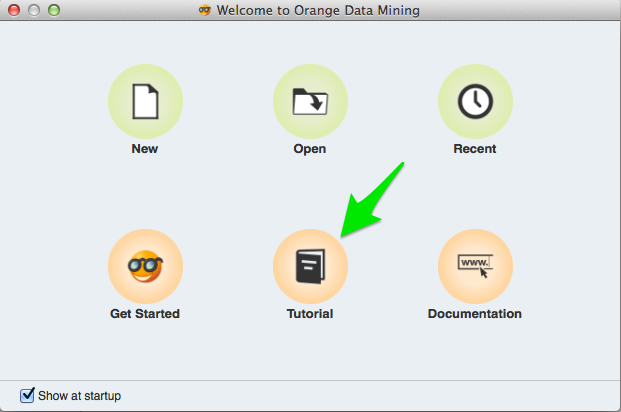 Welcome to Orange Data Mining
New
Open
Recent
www.
Get Started
Tutorial
Documentation
Show at startup